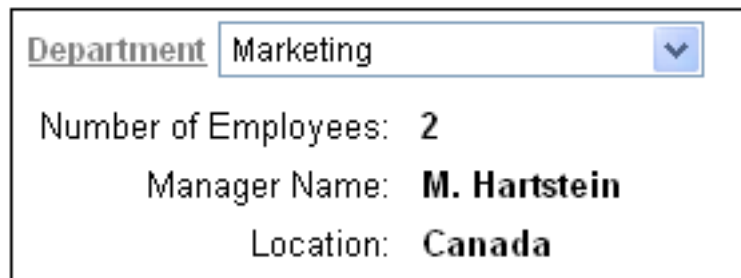 Department Marketing
Number of Employees: 2
Manager Name: M. Hartstein
Location: Canada